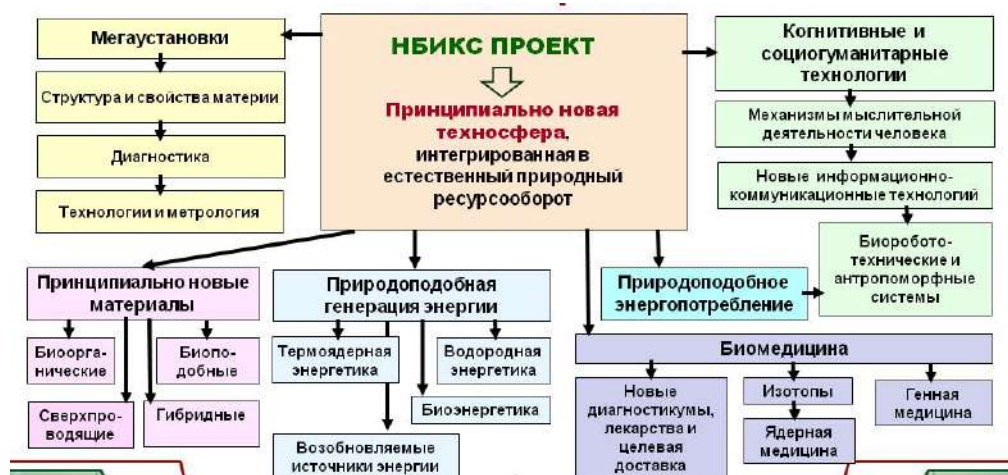 Мегаустановки
Структура и свойства материи
Диагностика
Технологии и метрология
НБИКС ПРОЕКТ
Принципиально новая
техносфера,
интегрированная в
естественный природный
ресурсооборот
Когнитивные и
социогуманитарные
технологии
Механизмы мыслительной
деятельности человека
Новые информационно-
коммуникационные технологий
Биоробото-
технические и
антропоморфные
системы
Принципиально новые
материалы
Биоорга-
нические
Биопо-
добные
Сверхпро-
водящие
Гибридные
Природоподобная
генерация энергии
Термоядерная
энергетика
Водородная
энергетика
Биоэнергетика
Возобновляемые
источники энергии
Природоподобное
энергопотребление
Биомедицина
Новые
диагностикумы,
лекарства и
целевая
доставка
Изотопы
Ядерная
медицина
Генная
медицина